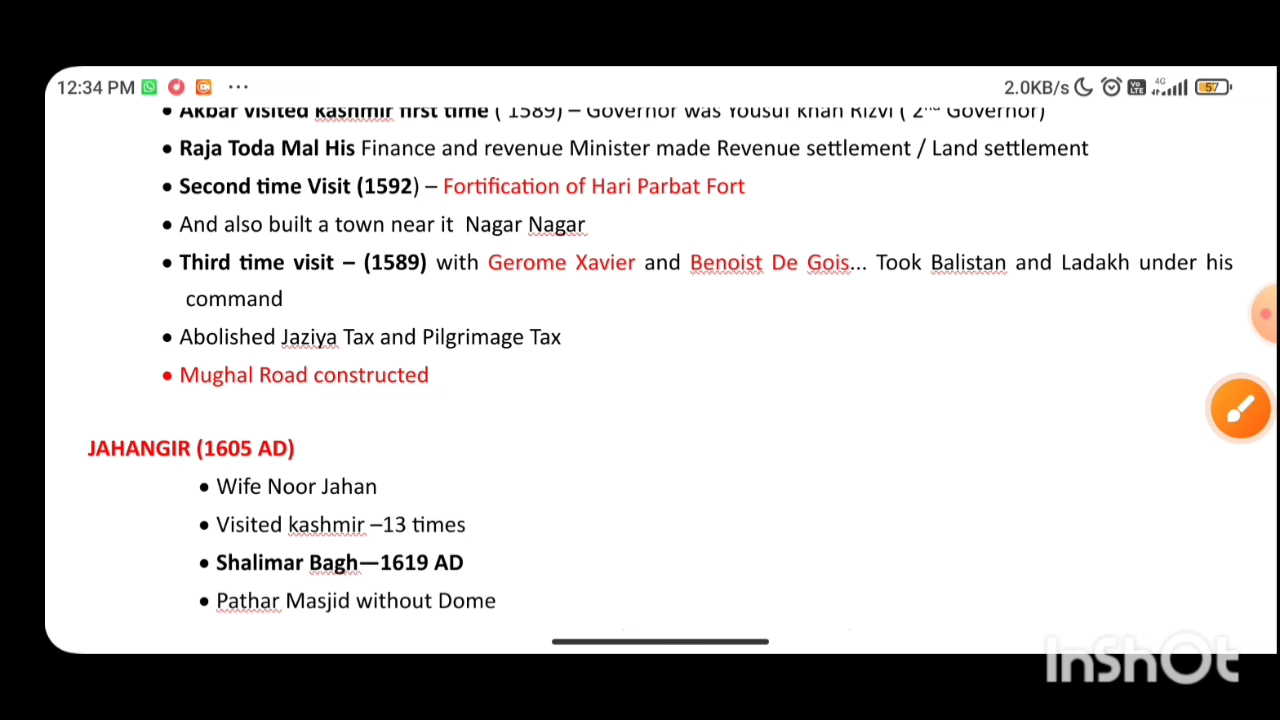 12:34 PM ... 2.0KB/s Vo LTE 4G 57
• Akbar visited kashmir first time ( 1589) – Governor was Yousuf khan Rizvi ( 2nd Governor)
• Raja Toda Mal His Finance and revenue Minister made Revenue settlement / Land settlement
• Second time Visit (1592) – Fortification of Hari Parbat Fort
• And also built a town near it Nagar Nagar
• Third time visit – (1589) with Gerome Xavier and Benoist De Gois... Took Balistan and Ladakh under his
command
• Abolished Jaziya Tax and Pilgrimage Tax
• Mughal Road constructed
JAHANGIR (1605 AD)
• Wife Noor Jahan
• Visited kashmir –13 times
• Shalimar Bagh—1619 AD
• Pathar Masjid without Dome
InShOt